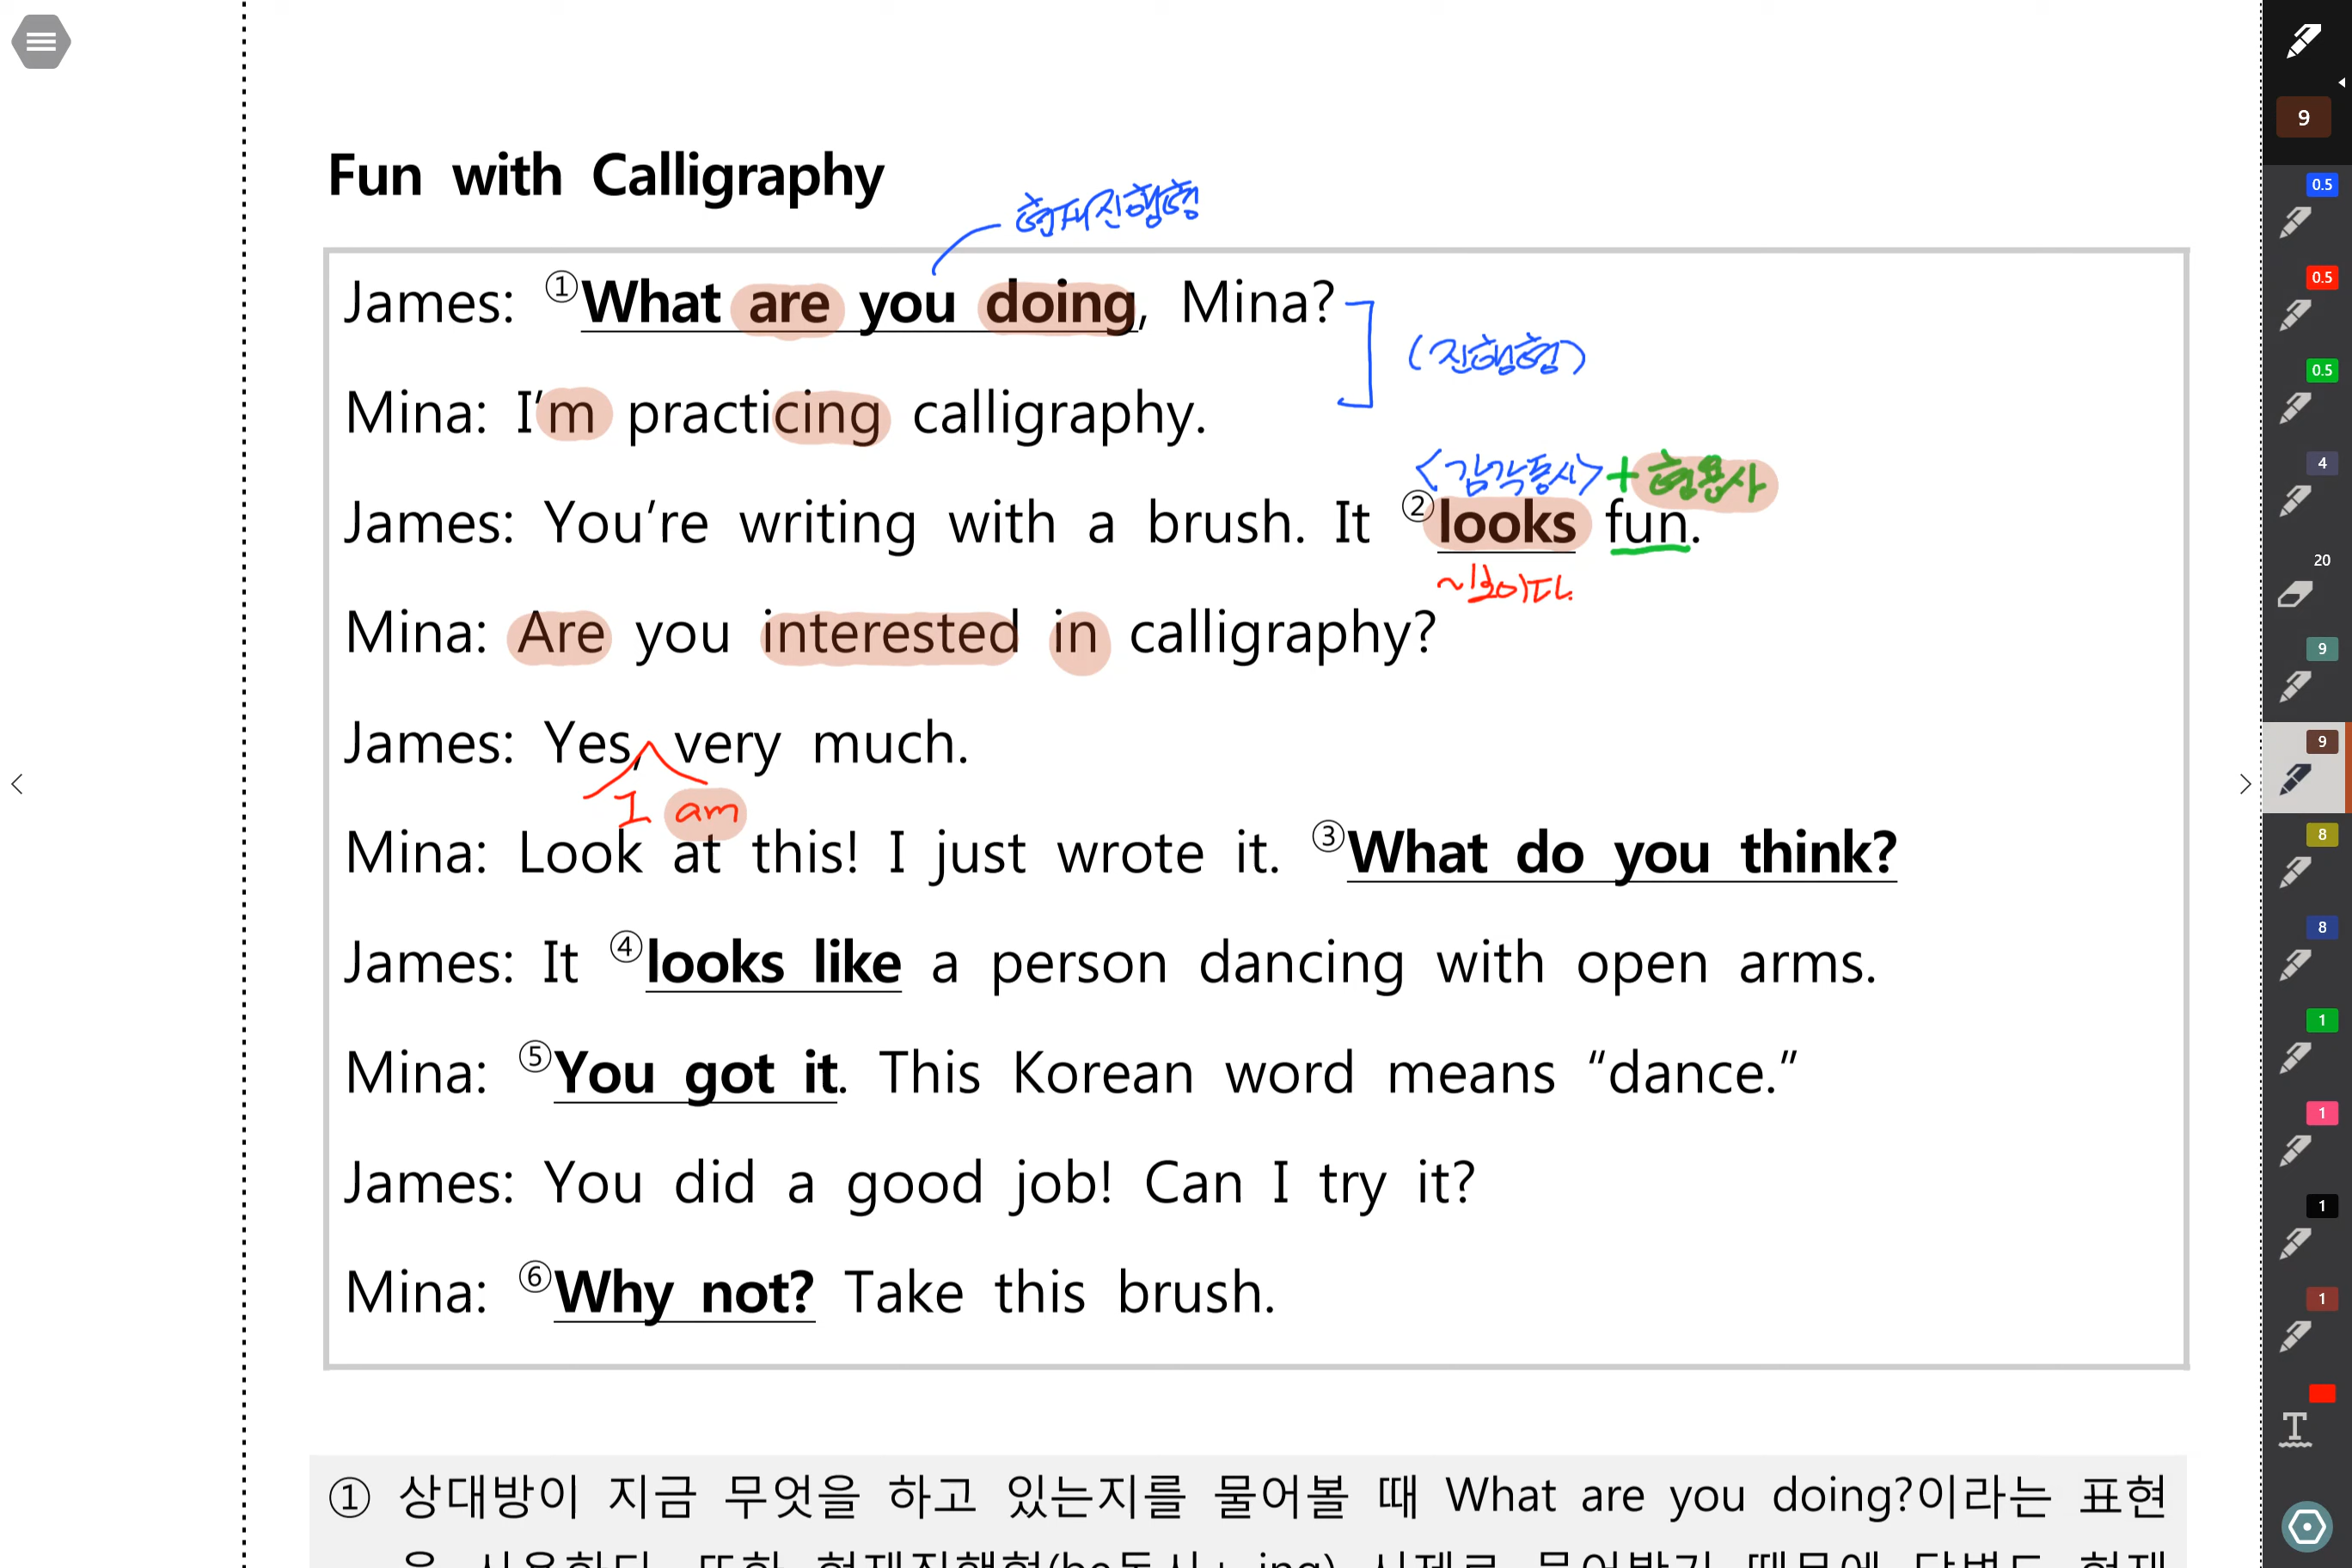 Fun with Calligraphy
현재진행형
James: ①What are you doing, Mina?
(진행형)
Mina: I'm practicing calligraphy.
<감각동사> + 형용사
James: You're writing with a brush. It ②looks fun.
~보이다.
Mina: Are you interested in calligraphy?
James: Yes, very much.
I am
Mina: Look at this! I just wrote it. ③What do you think?
James: It ④looks like a person dancing with open arms.
Mina: ⑤You got it. This Korean word means “dance.”
James: You did a good job! Can I try it?
Mina: ⑥Why not? Take this brush.
① 상대방이 지금 무엇을 하고 있는지를 물어볼 때 What are you doing?이라는 표현
9
0.5
0.5
0.5
4
20
9
9
8
8
1
1
1
1
T